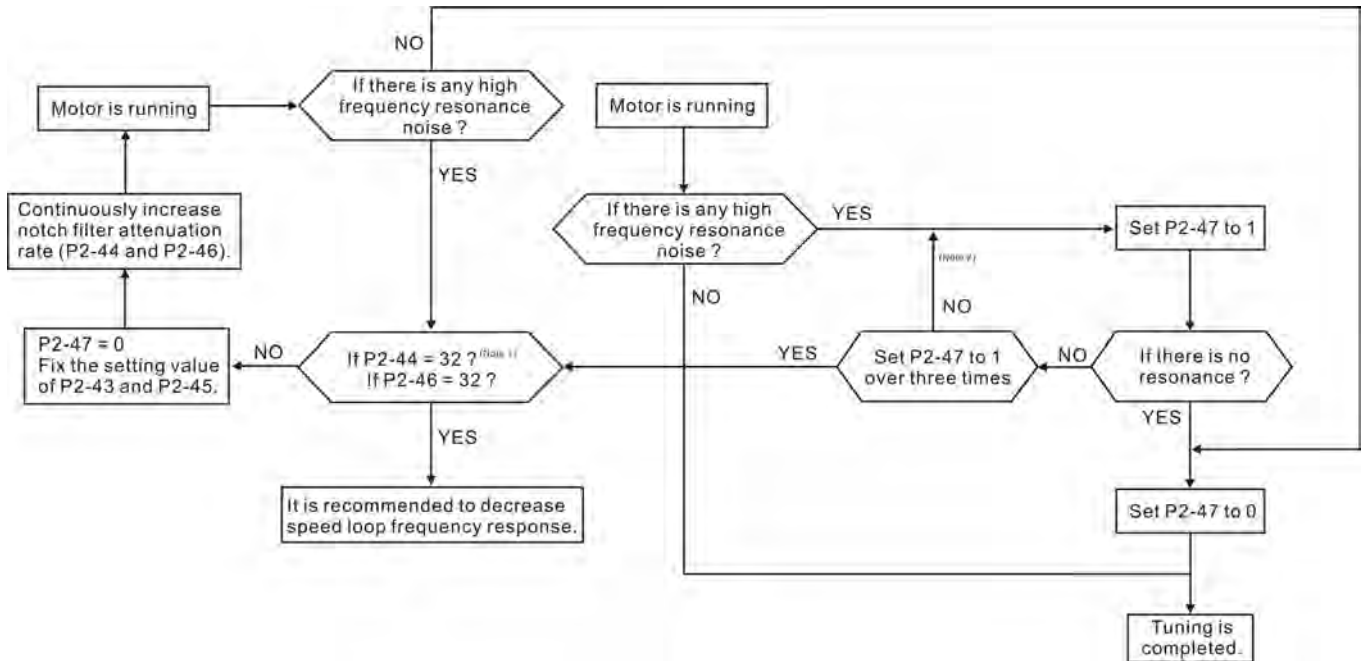 NO
If there is any high
frequency resonance
noise ?
Motor is running
YES
Continuously increase
notch filter attenuation
rate (P2-44 and P2-46).
P2-47 = 0
Fix the setting value
of P2-43 and P2-45.
NO
If P2-44 = 32 ? (Note 1)
If P2-46 = 32 ?
YES
It is recommended to decrease
speed loop frequency response.
Motor is running
If there is any high
frequency resonance
noise ?
YES
NO
Set P2-47 to 1
(Note
NO
YES
Set P2-47 to 1
over three times
NO
If there is no
resonance ?
YES
Set P2-47 to 0
Tuning is
completed.